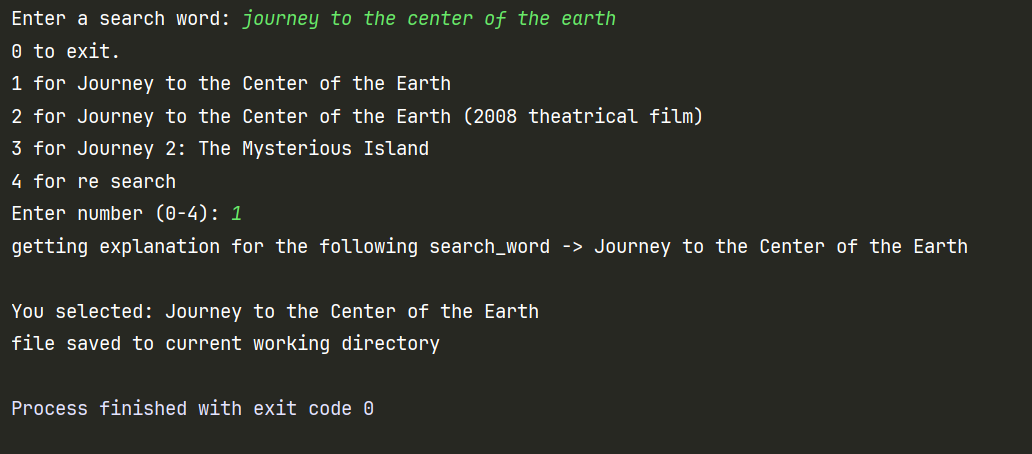 Enter a search word: journey to the center of the earth
0 to exit.
1 for Journey to the Center of the Earth
2 for Journey to the Center of the Earth (2008 theatrical film)
3 for Journey 2: The Mysterious Island
4 for re search
Enter number (0-4): 1
getting explanation for the following search_word -> Journey to the Center of the Earth
You selected: Journey to the Center of the Earth
file saved to current working directory
Process finished with exit code 0